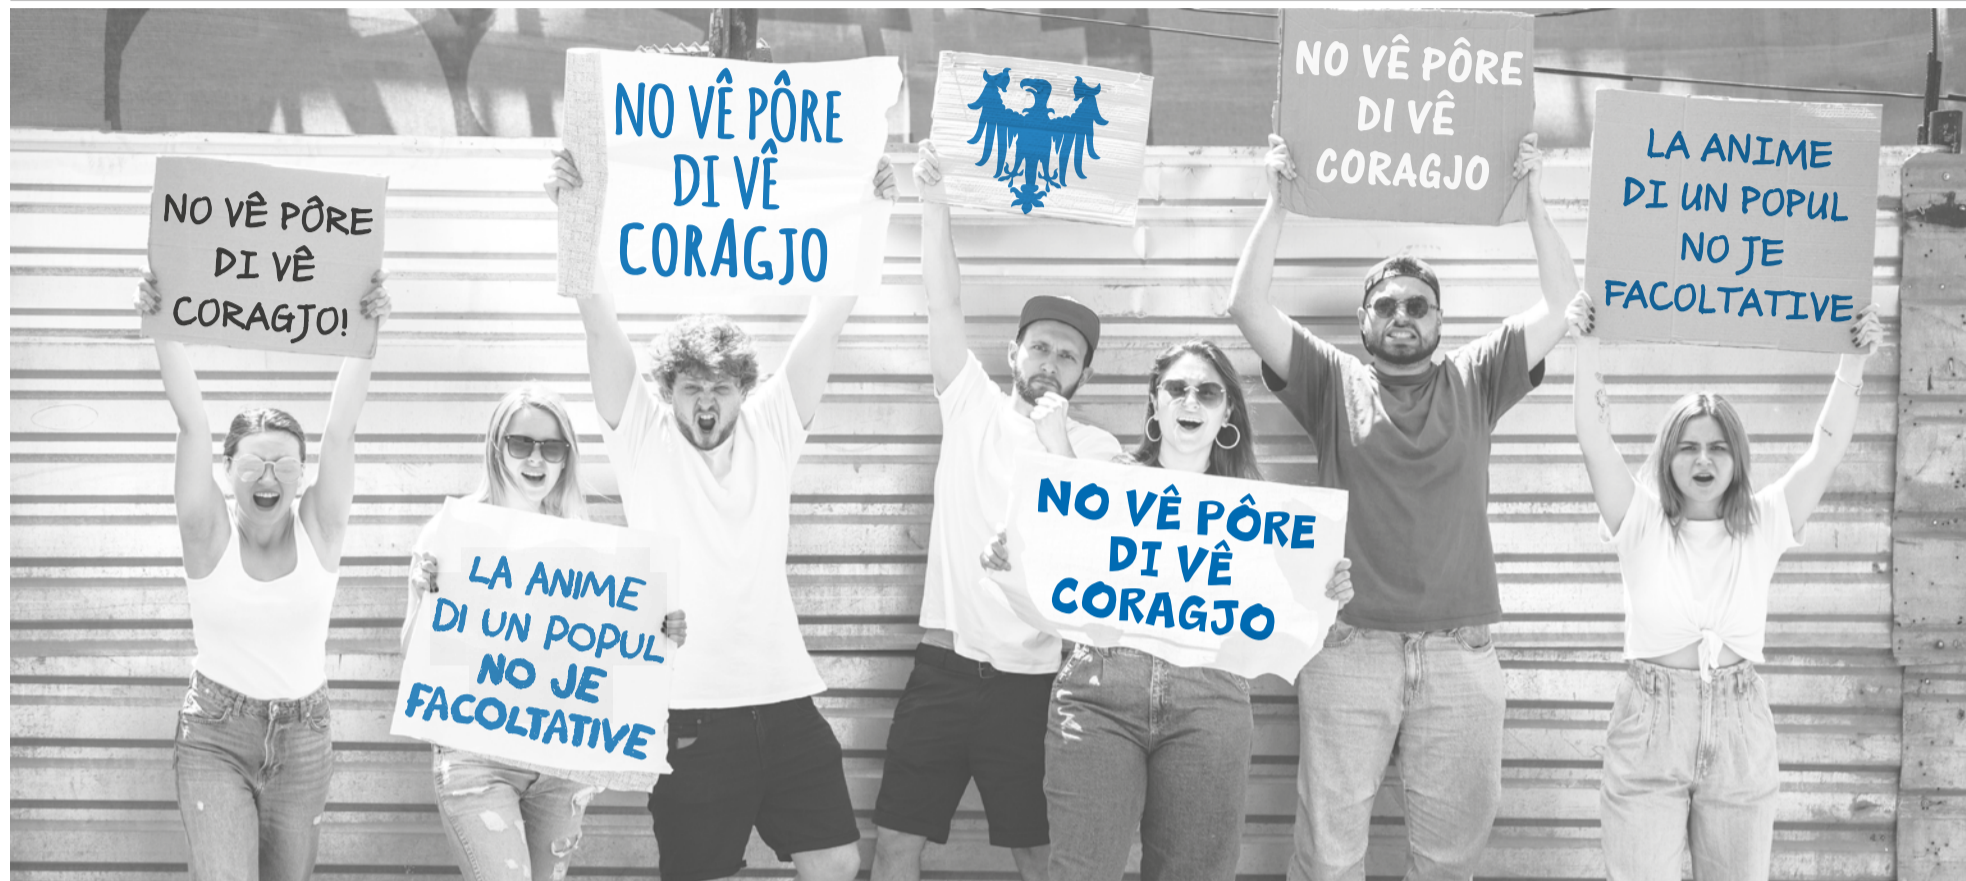 NO VÊ PÔRE
DI VÊ
CORAGJO!
LA ANIME
DI UN POPUL
NO JE
FACOLTATIVE
NO VÊ PÔRE
DI VÊ
CORAGJO
NO VÊ PÔRE
DI VÊ
CORAGJO
NO VÊ PÔRE
DI VÊ
CORAGJO
LA ANIME
DI UN POPUL
NO JE
FACOLTATIVE